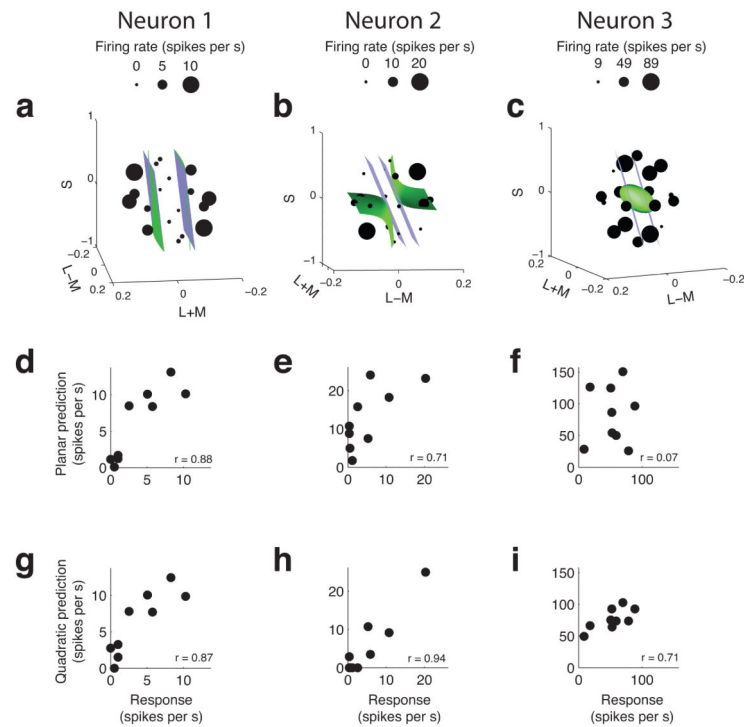 Neuron 1 Neuron 2 Neuron 3
Firing rate (spikes per s) Firing rate (spikes per s) Firing rate (spikes per s)
0 5 10 0 10 20 9 49 89
a b c
1 1 1
S 0 S 0 S 0
−1 −1 −1
−0.2 0 0.2 L−M 0.2 0 −0.2 L+M
−0.2 0 0.2 L+M −0.2 0 0.2 L−M
−0.2 0 0.2 L+M 0.2 0 −0.2 L−M
d e f
Planar prediction
(spikes per s)
10 5 0 0 5 10 r = 0.88
20 10 0 0 10 20 r = 0.71
150 100 50 0 0 100 r = 0.07
g h i
Quadratic prediction
(spikes per s)
15 10 5 0 0 5 10 r = 0.87
20 10 0 0 10 20 r = 0.94
150 100 50 0 0 100 r = 0.71
Response Response Response
(spikes per s) (spikes per s) (spikes per s)